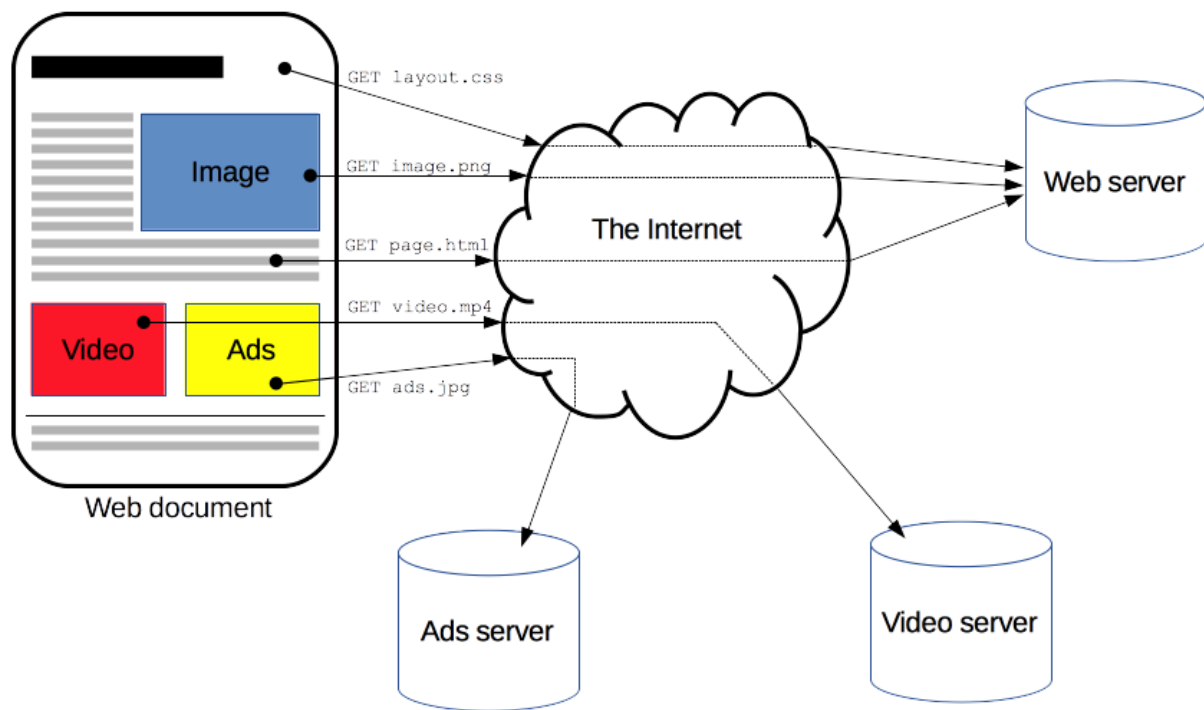 GET layout.css
Image
GET image.png
Web server
The Internet
GET page.html
GET video.mp4
Video
Ads
GET ads.jpg
Web document
Ads server
Video server